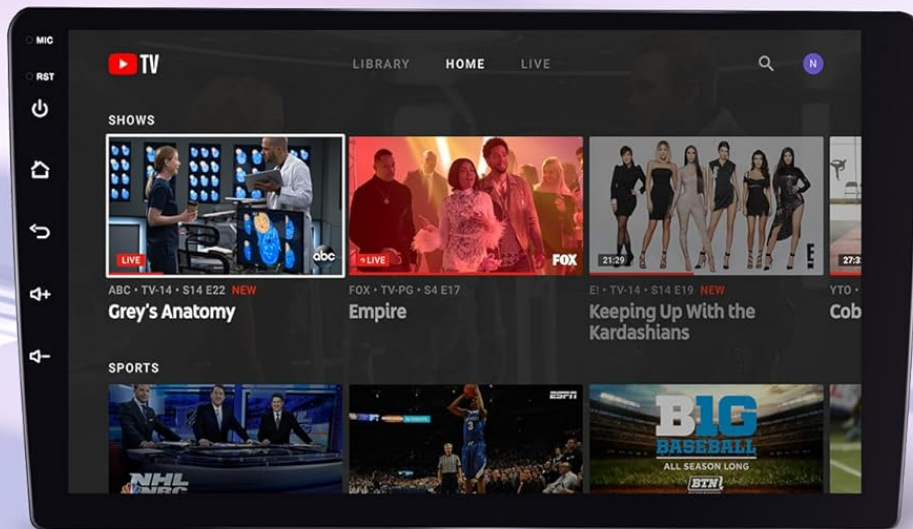 MIC
RST
TV
LIBRARY
HOME
LIVE
N
SHOWS
LIVE
abc
LIVE
FOX
21:29
E!
27:3
ABC • TV-14 • S14 E22 NEW
Grey's Anatomy
FOX • TV-PG • S4 E17
Empire
E! • TV-14 • S14 E19 NEW
Keeping Up With the
Kardashians
YTO •
Cob
SPORTS
NHL
NBC
ESPN
3
B1G
BASEBALL
ALL SEASON LONG
BTN